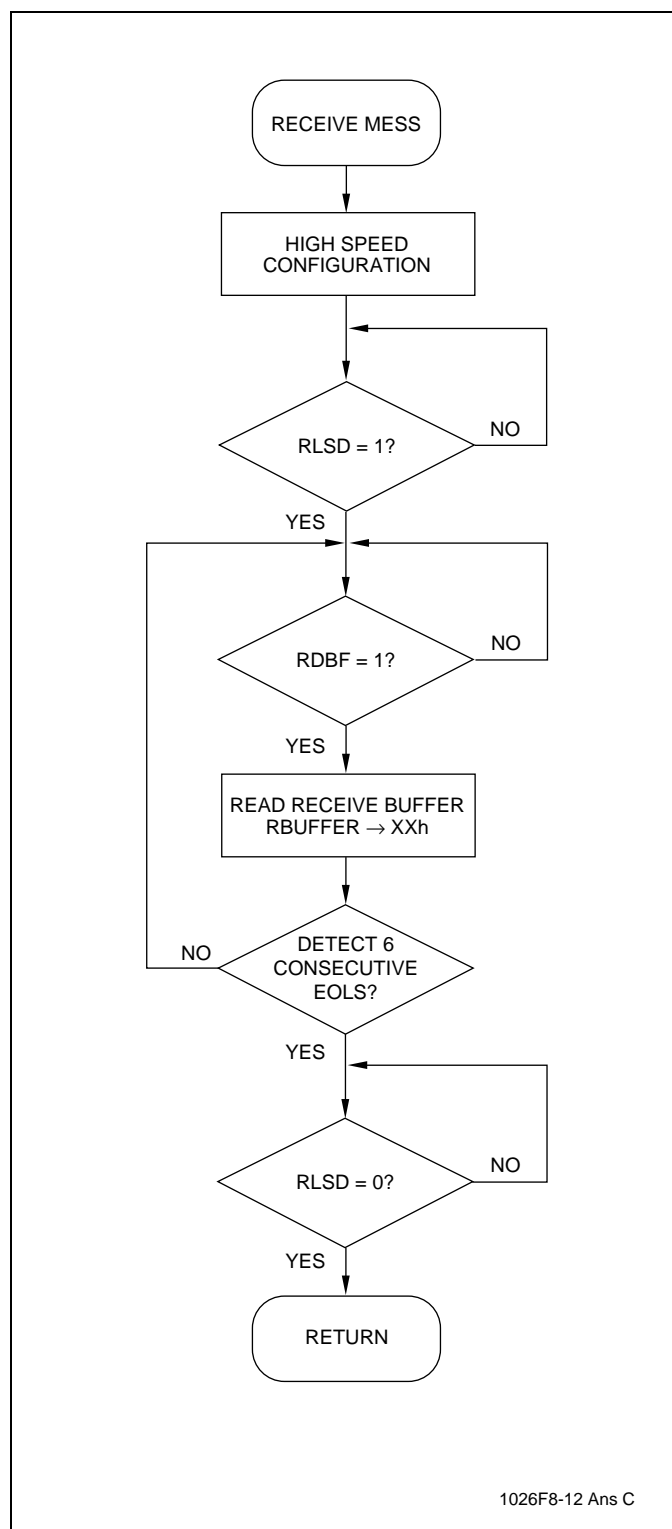 RECEIVE MESS
HIGH SPEED
CONFIGURATION
RLSD = 1?
NO
YES
RDBF = 1?
NO
YES
READ RECEIVE BUFFER
RBUFFER → XXh
NO
DETECT 6
CONSECUTIVE
EOLS?
YES
RLSD = 0?
NO
YES
RETURN
1026F8-12 Ans C